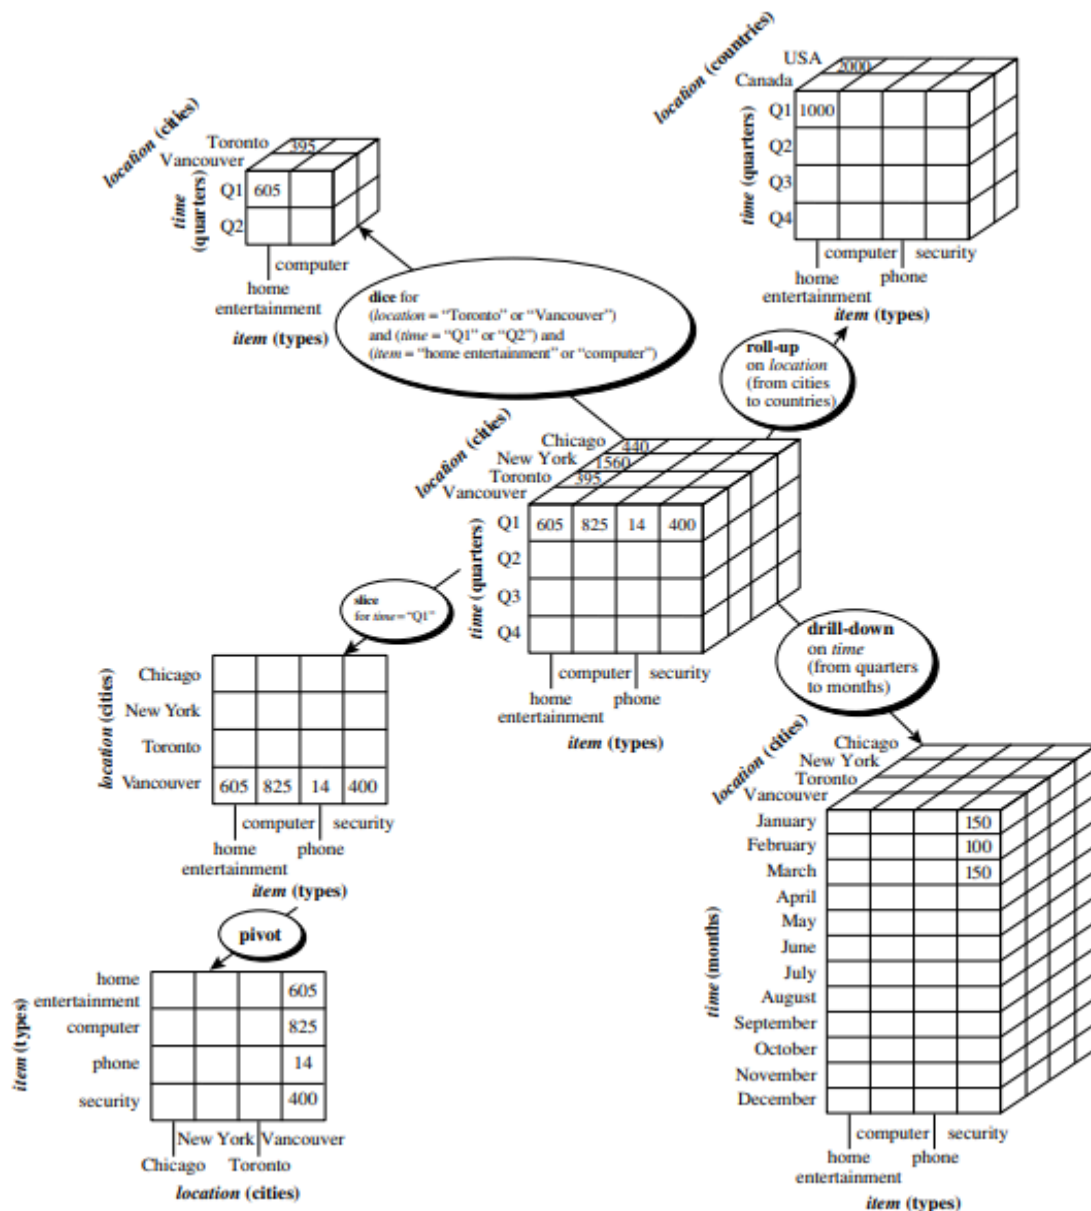 location (countries)
USA
Canada
2000
time (quarters)
Q1 1000
Q2
Q3
Q4
computer security
home phone
entertainment
item (types)
location (cities)
Toronto
Vancouver
395
time
(quarters)
Q1 605
Q2
computer
home
entertainment
item (types)
dice for
(location = “Toronto” or “Vancouver”)
and (time = “Q1” or “Q2”) and
(item = “home entertainment” or “computer”)
roll-up
on location
(from cities
to countries)
location (cities)
Chicago 440
New York 1560
Toronto 395
Vancouver
time (quarters)
Q1 605 825 14 400
Q2
Q3
Q4
computer security
home phone
entertainment
item (types)
slice
for time = “Q1”
drill-down
on time
(from quarters
to months)
location (cities)
Chicago
New York
Toronto
Vancouver 605 825 14 400
computer security
home phone
entertainment
item (types)
location (cities)
Chicago
New York
Toronto
Vancouver
time (months)
January 150
February 100
March 150
April
May
June
July
August
September
October
November
December
computer security
home phone
entertainment
item (types)
pivot
item (types)
home
entertainment 605
computer 825
phone 14
security 400
New York Vancouver
Chicago Toronto
location (cities)